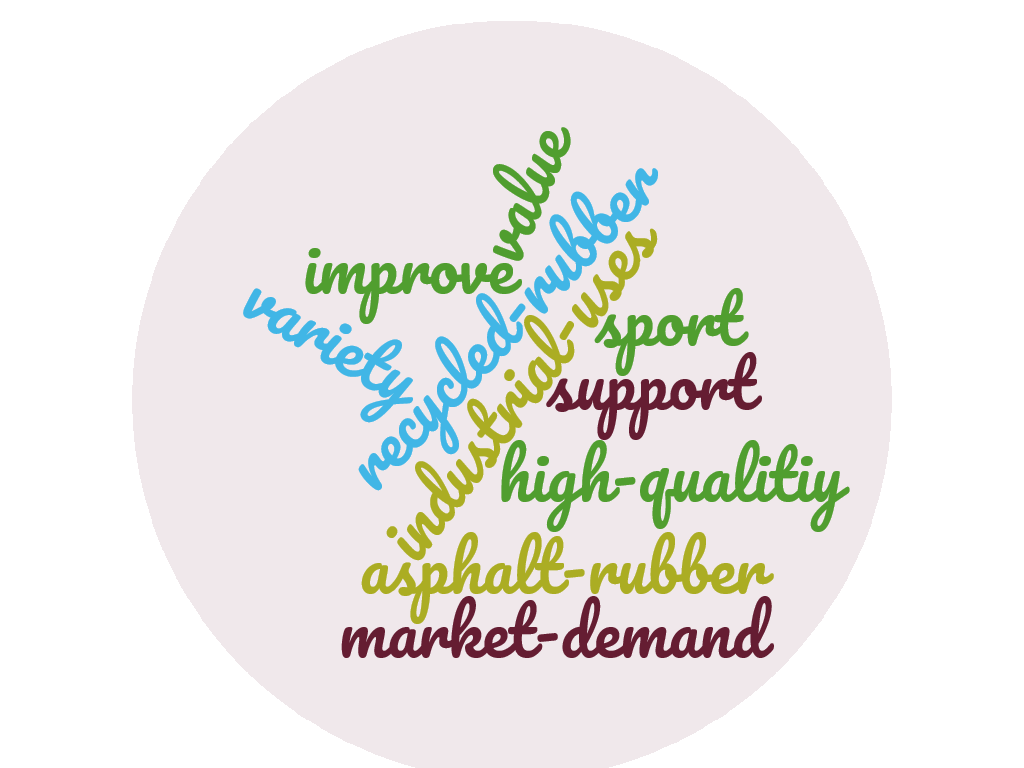 value
recycled-rubber
improve
industrial-uses
variety
sport
support
high-qualitiy
asphalt-rubber
market-demand